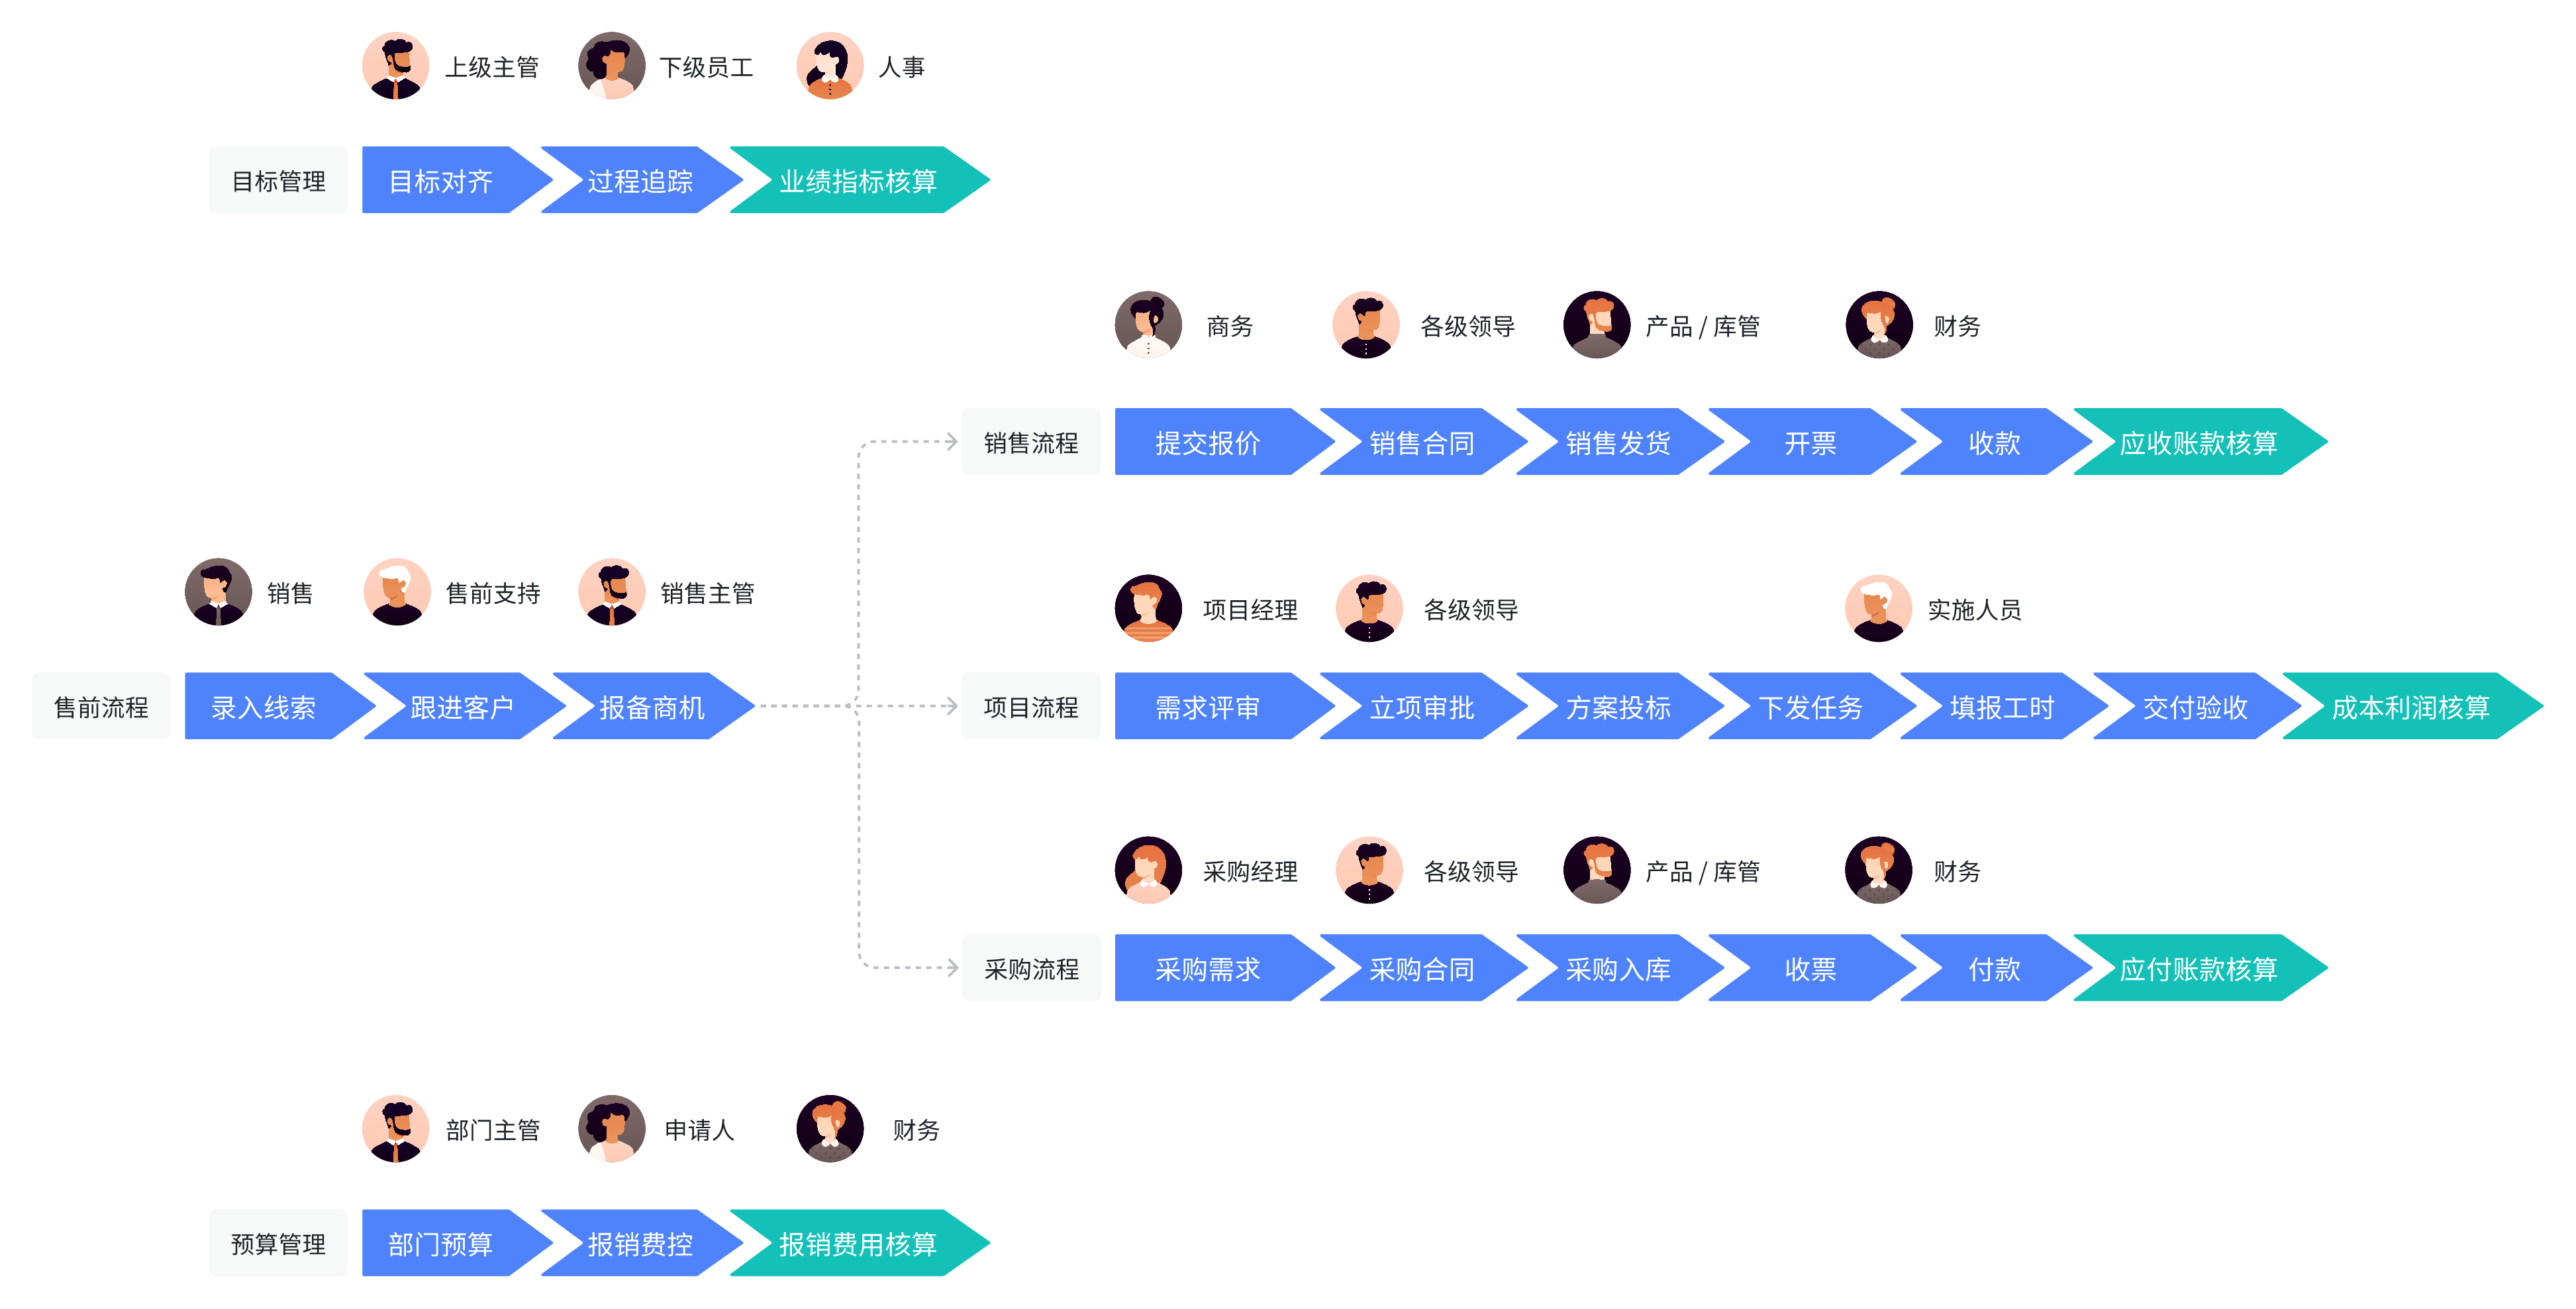 上级主管 下级员工 人事
目标管理 目标对齐 过程追踪 业绩指标核算
商务 各级领导 产品 / 库管 财务
销售流程 提交报价 销售合同 销售发货 开票 收款 应收账款核算
销售 售前支持 销售主管
项目经理 各级领导 实施人员
售前流程 录入线索 跟进客户 报备商机
项目流程 需求评审 立项审批 方案投标 下发任务 填报工时 交付验收 成本利润核算
采购经理 各级领导 产品 / 库管 财务
采购流程 采购需求 采购合同 采购入库 收票 付款 应付账款核算
部门主管 申请人 财务
预算管理 部门预算 报销费控 报销费用核算